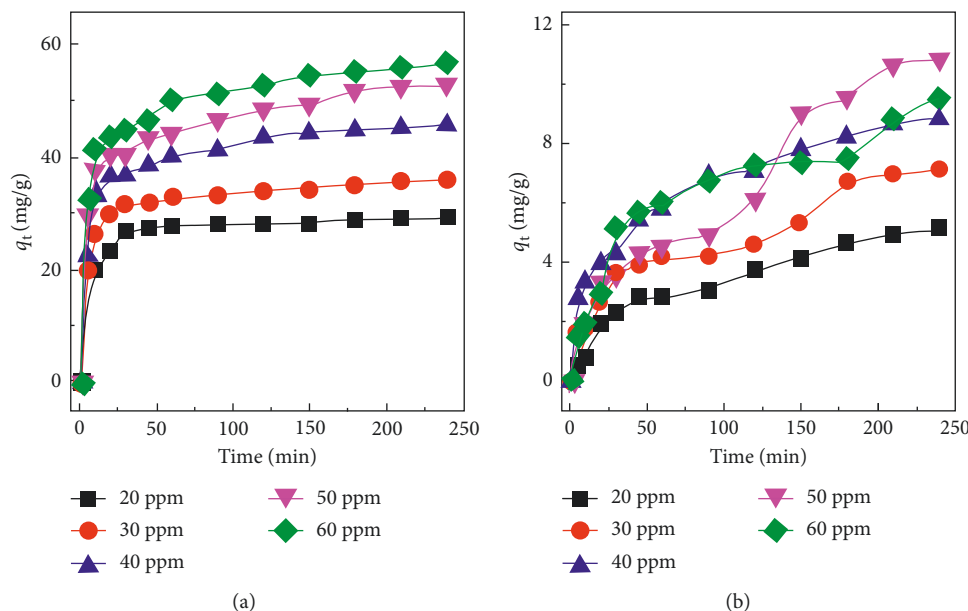 60
40
20
0
q_t (mg/g)
0 50 100 150 200 250
Time (min)
20 ppm
30 ppm
40 ppm
50 ppm
60 ppm
(a)
12
8
4
0
q_t (mg/g)
0 50 100 150 200 250
Time (min)
20 ppm
30 ppm
40 ppm
50 ppm
60 ppm
(b)